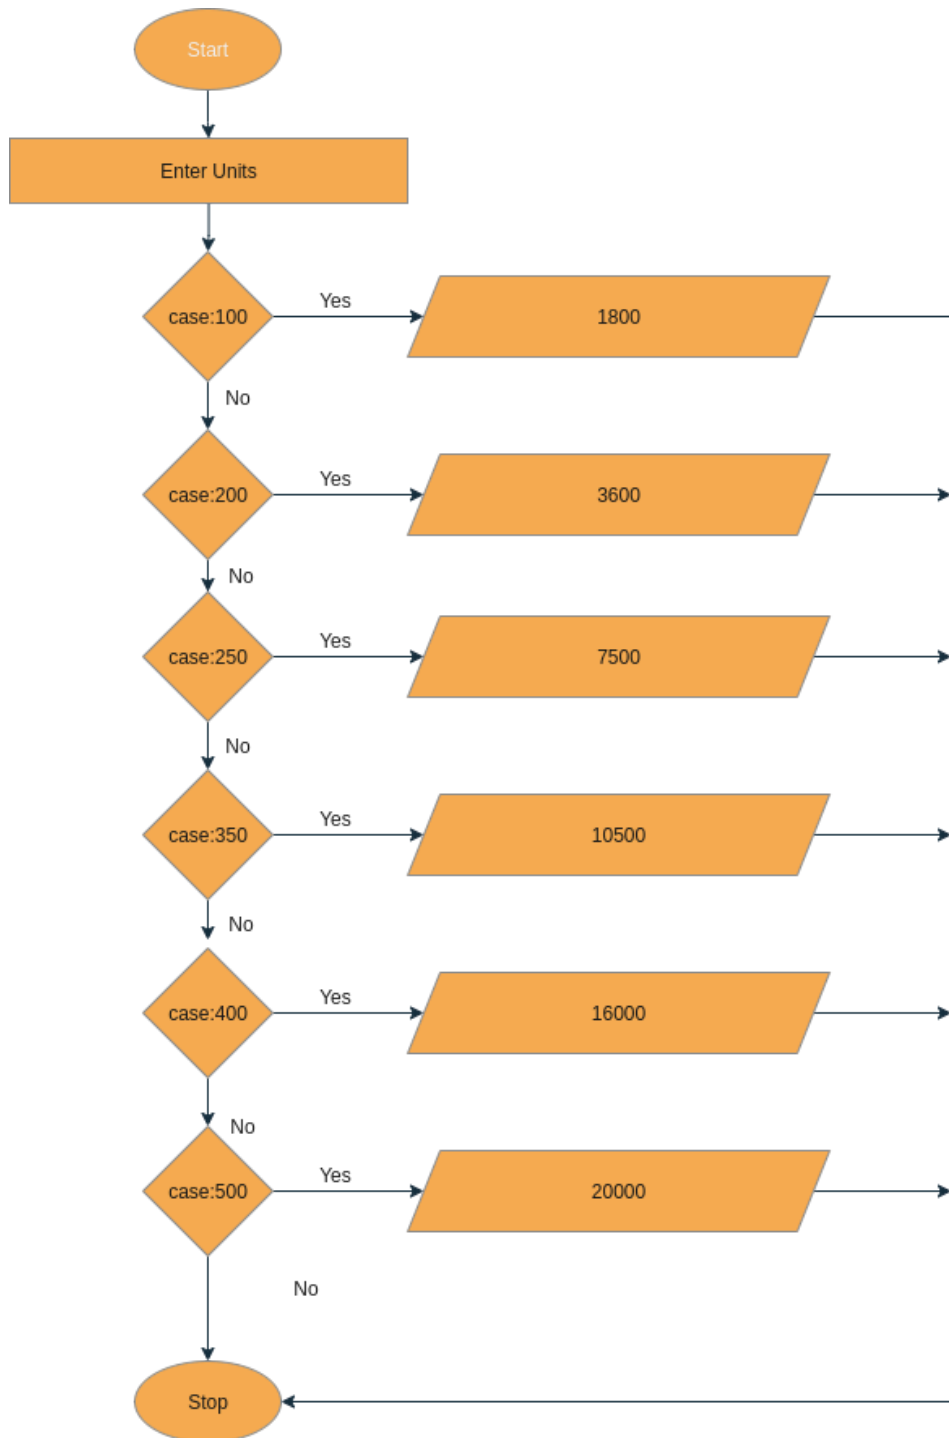 Start
Enter Units
case:100
Yes
1800
No
case:200
Yes
3600
No
case:250
Yes
7500
No
case:350
Yes
10500
No
case:400
Yes
16000
No
case:500
Yes
20000
No
Stop